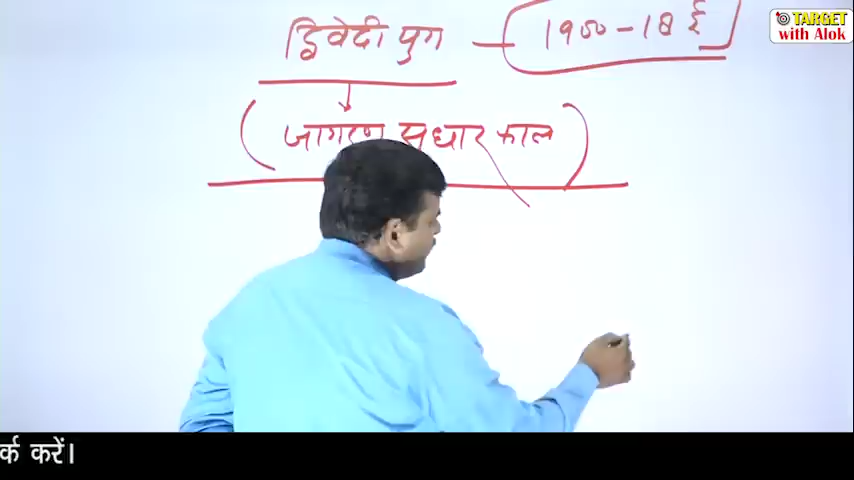 द्विवेदी युग — 1900 - 18 ई
TARGET
with Alok
(जागरण सुधार काल)
र्क करें।